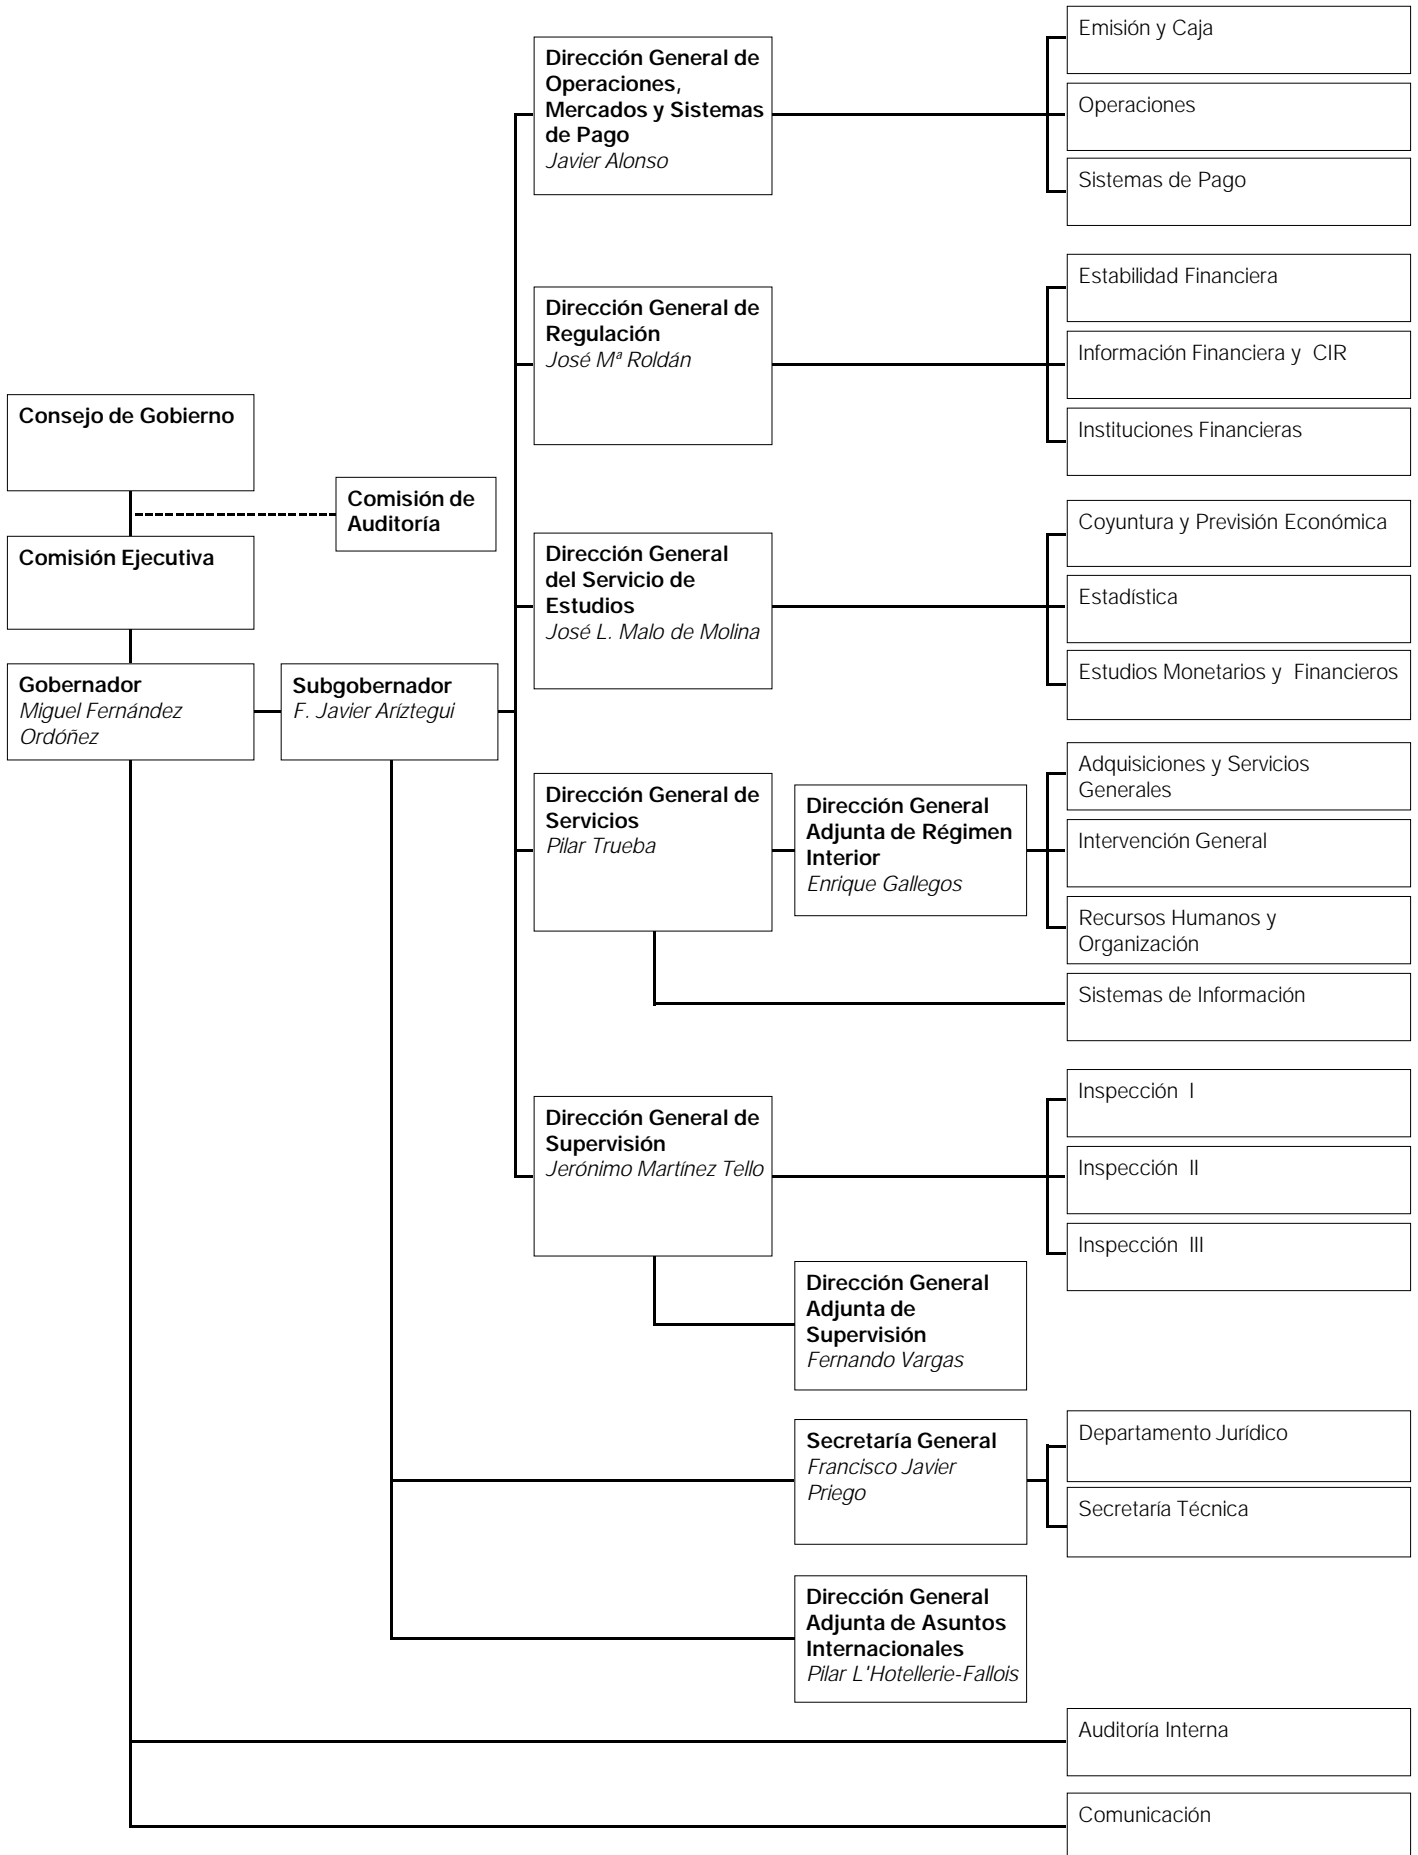 Consejo de Gobierno
Comisión de
Auditoría
Comisión Ejecutiva
Gobernador
Miguel Fernández
Ordóñez
Subgobernador
F. Javier Aríztegui
Dirección General de
Operaciones,
Mercados y Sistemas
de Pago
Javier Alonso
Emisión y Caja
Operaciones
Sistemas de Pago
Dirección General de
Regulación
José Mª Roldán
Estabilidad Financiera
Información Financiera y CIR
Instituciones Financieras
Dirección General
del Servicio de
Estudios
José L. Malo de Molina
Coyuntura y Previsión Económica
Estadística
Estudios Monetarios y Financieros
Dirección General de
Servicios
Pilar Trueba
Dirección General
Adjunta de Régimen
Interior
Enrique Gallegos
Adquisiciones y Servicios
Generales
Intervención General
Recursos Humanos y
Organización
Sistemas de Información
Dirección General de
Supervisión
Jerónimo Martínez Tello
Inspección I
Inspección II
Inspección III
Dirección General
Adjunta de
Supervisión
Fernando Vargas
Secretaría General
Francisco Javier
Priego
Departamento Jurídico
Secretaría Técnica
Dirección General
Adjunta de Asuntos
Internacionales
Pilar L'Hotellerie-Fallois
Auditoría Interna
Comunicación